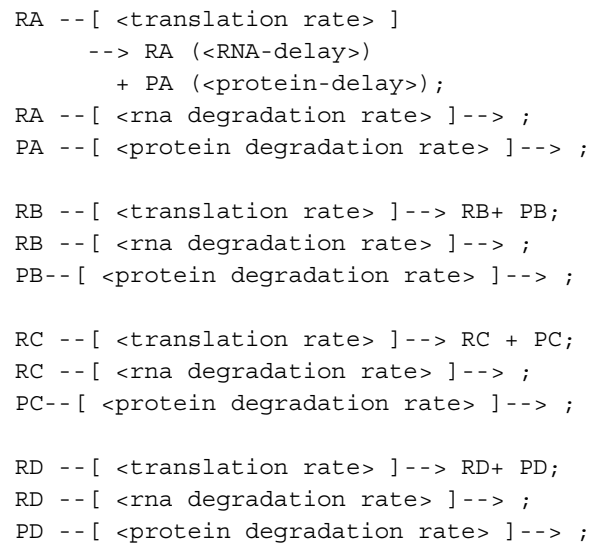 RA --[ <translation rate> ]
--> RA (<RNA-delay>)
+ PA (<protein-delay>);
RA --[ <rna degradation rate> ]--> ;
PA --[ <protein degradation rate> ]--> ;
RB --[ <translation rate> ]--> RB+ PB;
RB --[ <rna degradation rate> ]--> ;
PB--[ <protein degradation rate> ]--> ;
RC --[ <translation rate> ]--> RC + PC;
RC --[ <rna degradation rate> ]--> ;
PC--[ <protein degradation rate> ]--> ;
RD --[ <translation rate> ]--> RD+ PD;
RD --[ <rna degradation rate> ]--> ;
PD --[ <protein degradation rate> ]--> ;